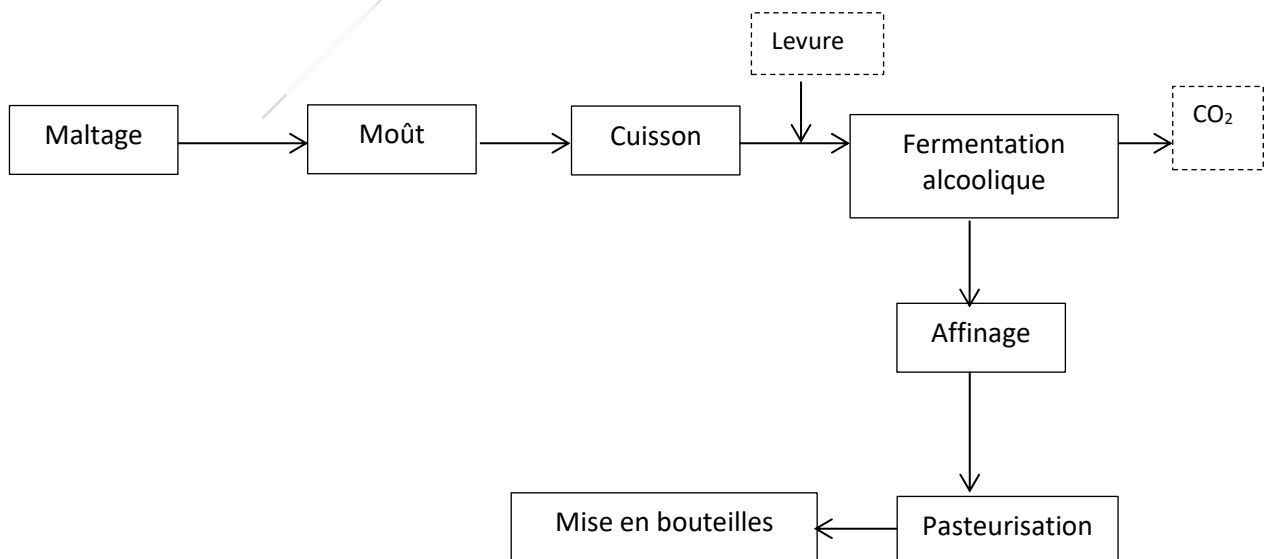 Levure
Maltage
Moût
Cuisson
Fermentation
alcoolique
CO₂
Affinage
Mise en bouteilles
Pasteurisation